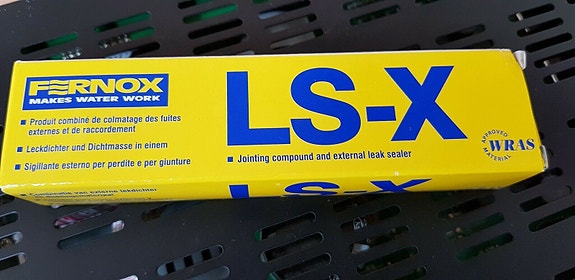 FERNOX
MAKES WATER WORK
LS-X
■ Produit combiné de colmatage des fuites
externes et de raccordement
■ Leckdichter und Dichtmasse in einem
■ Sigillante esterno per perdite e per giunture
■ Jointing compound and external leak sealer
APPROVED
WRAS
MATERIAL
LS-X